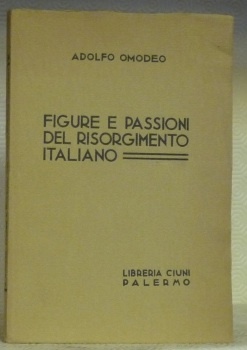 ADOLFO OMODEO
FIGURE E PASSIONI
DEL RISORGIMENTO
ITALIANO
LIBRERIA CIUNI
PALERMO